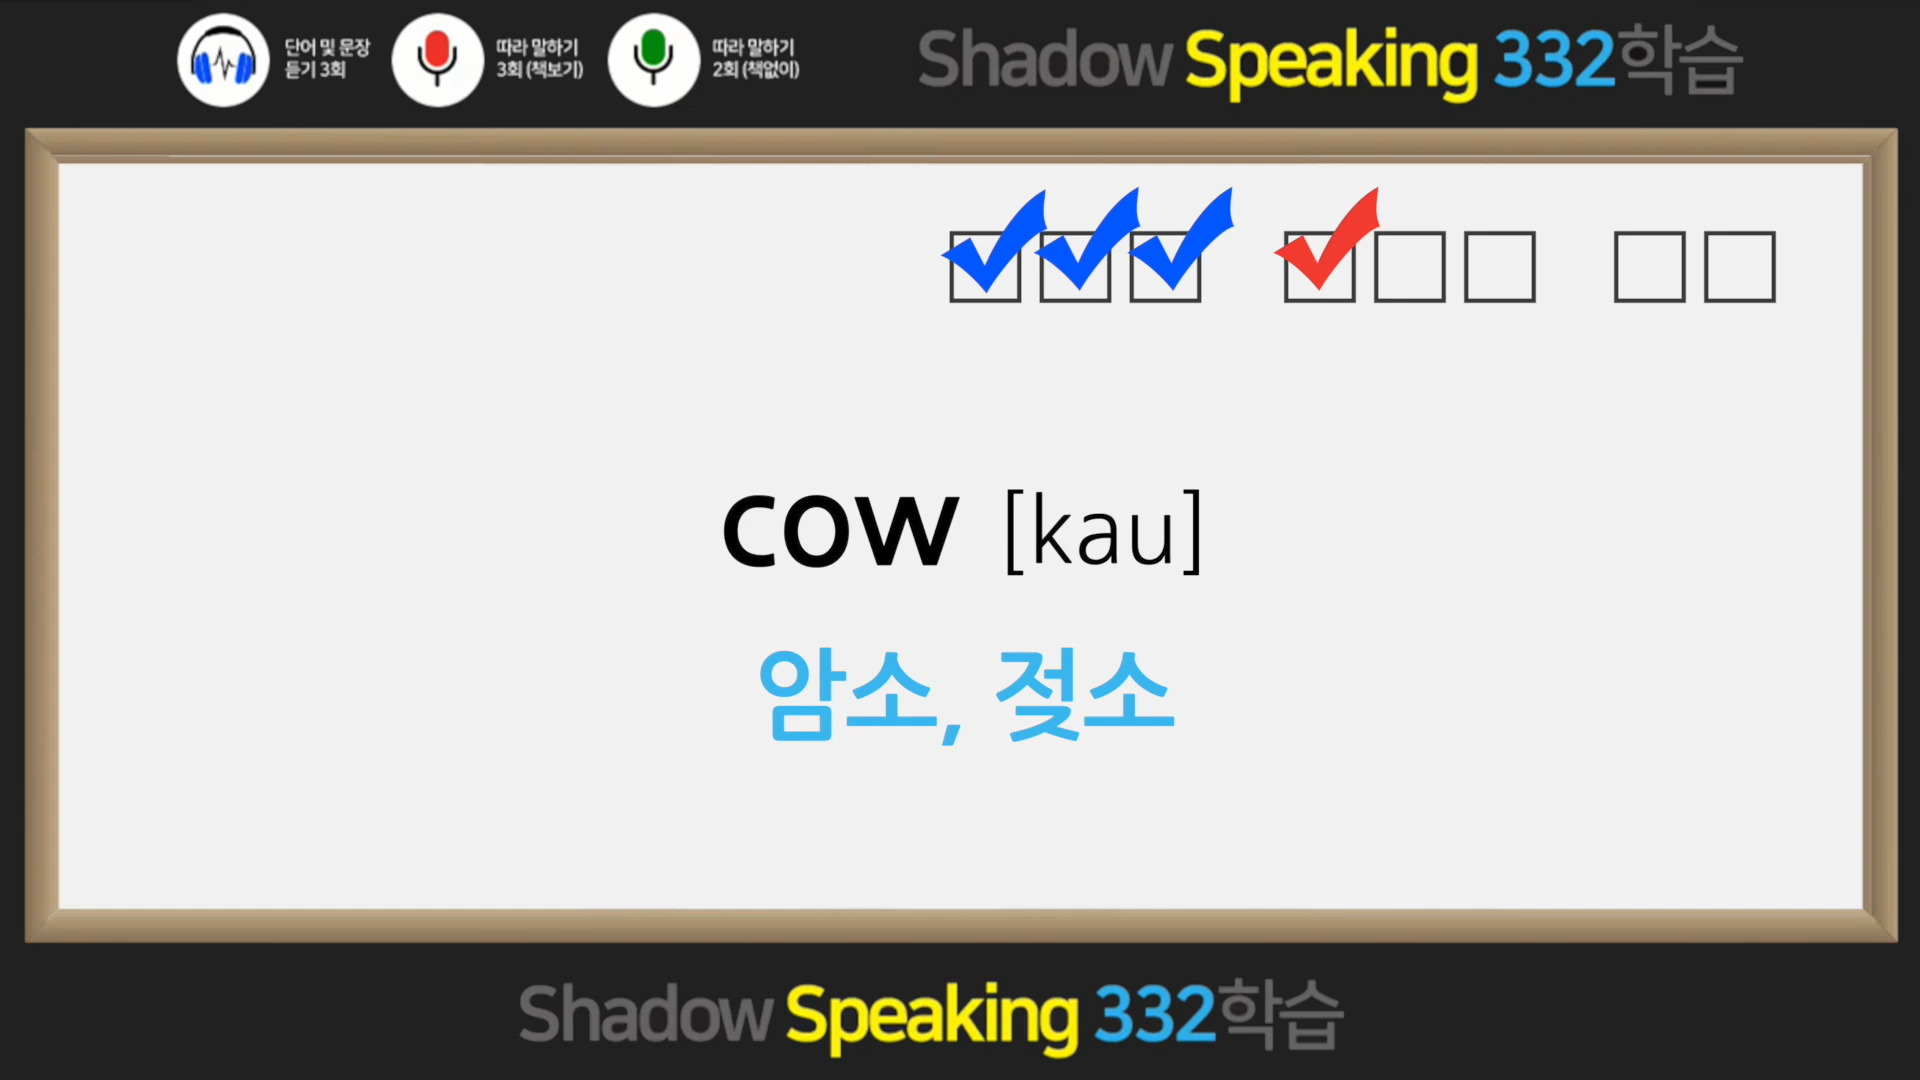 단어 및 문장
듣기 3회
따라 말하기
3회 (책보기)
따라 말하기
2회 (책없이)
Shadow Speaking 332학습
cow [kau]
암소, 젖소
Shadow Speaking 332학습